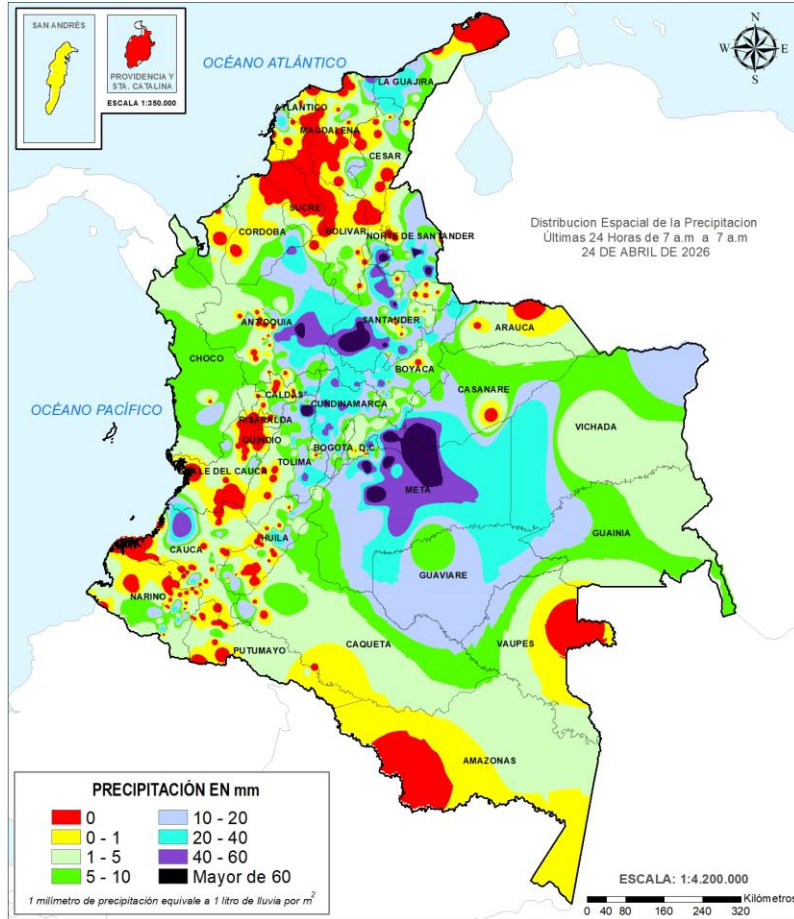 SAN ANDRÉS
PROVIDENCIA Y
STA. CATALINA
ESCALA 1:350.000
OCÉANO ATLÁNTICO
N
W E
S
LA GUAJIRA
ATLANTICO
MAGDALENA
CESAR
SUCRE
CORDOBA
BOLIVAR
NORTE DE SANTANDER
Distribucion Espacial de la Precipitacion
Últimas 24 Horas de 7 a.m a 7 a.m
24 DE ABRIL DE 2026
ANTIOQUIA
SANTANDER
ARAUCA
CHOCO
BOYACA
CASANARE
CALDAS
CUNDINAMARCA
OCÉANO PACÍFICO
RISARALDA
QUINDIO
VICHADA
BOGOTA, D.C.
TOLIMA
VALLE DEL CAUCA
META
GUAINIA
CAUCA
HUILA
GUAVIARE
NARIÑO
PUTUMAYO
CAQUETA
VAUPES
AMAZONAS
PRECIPITACIÓN EN mm
0
0 - 1
1 - 5
5 - 10
10 - 20
20 - 40
40 - 60
Mayor de 60
1 milímetro de precipitación equivale a 1 litro de lluvia por m²
ESCALA: 1:4.200.000
Kilómetros
0 40 80 160 240 320